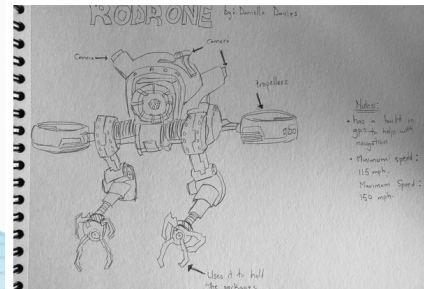 RODRONE by: Danielle Davies
Camera
Camera
Propellers
Notes:
• has a built in
gps to help with
navigation
• Minimum speed:
115 mph.
Maximum Speed:
150 mph.
Uses it to hold
the packages